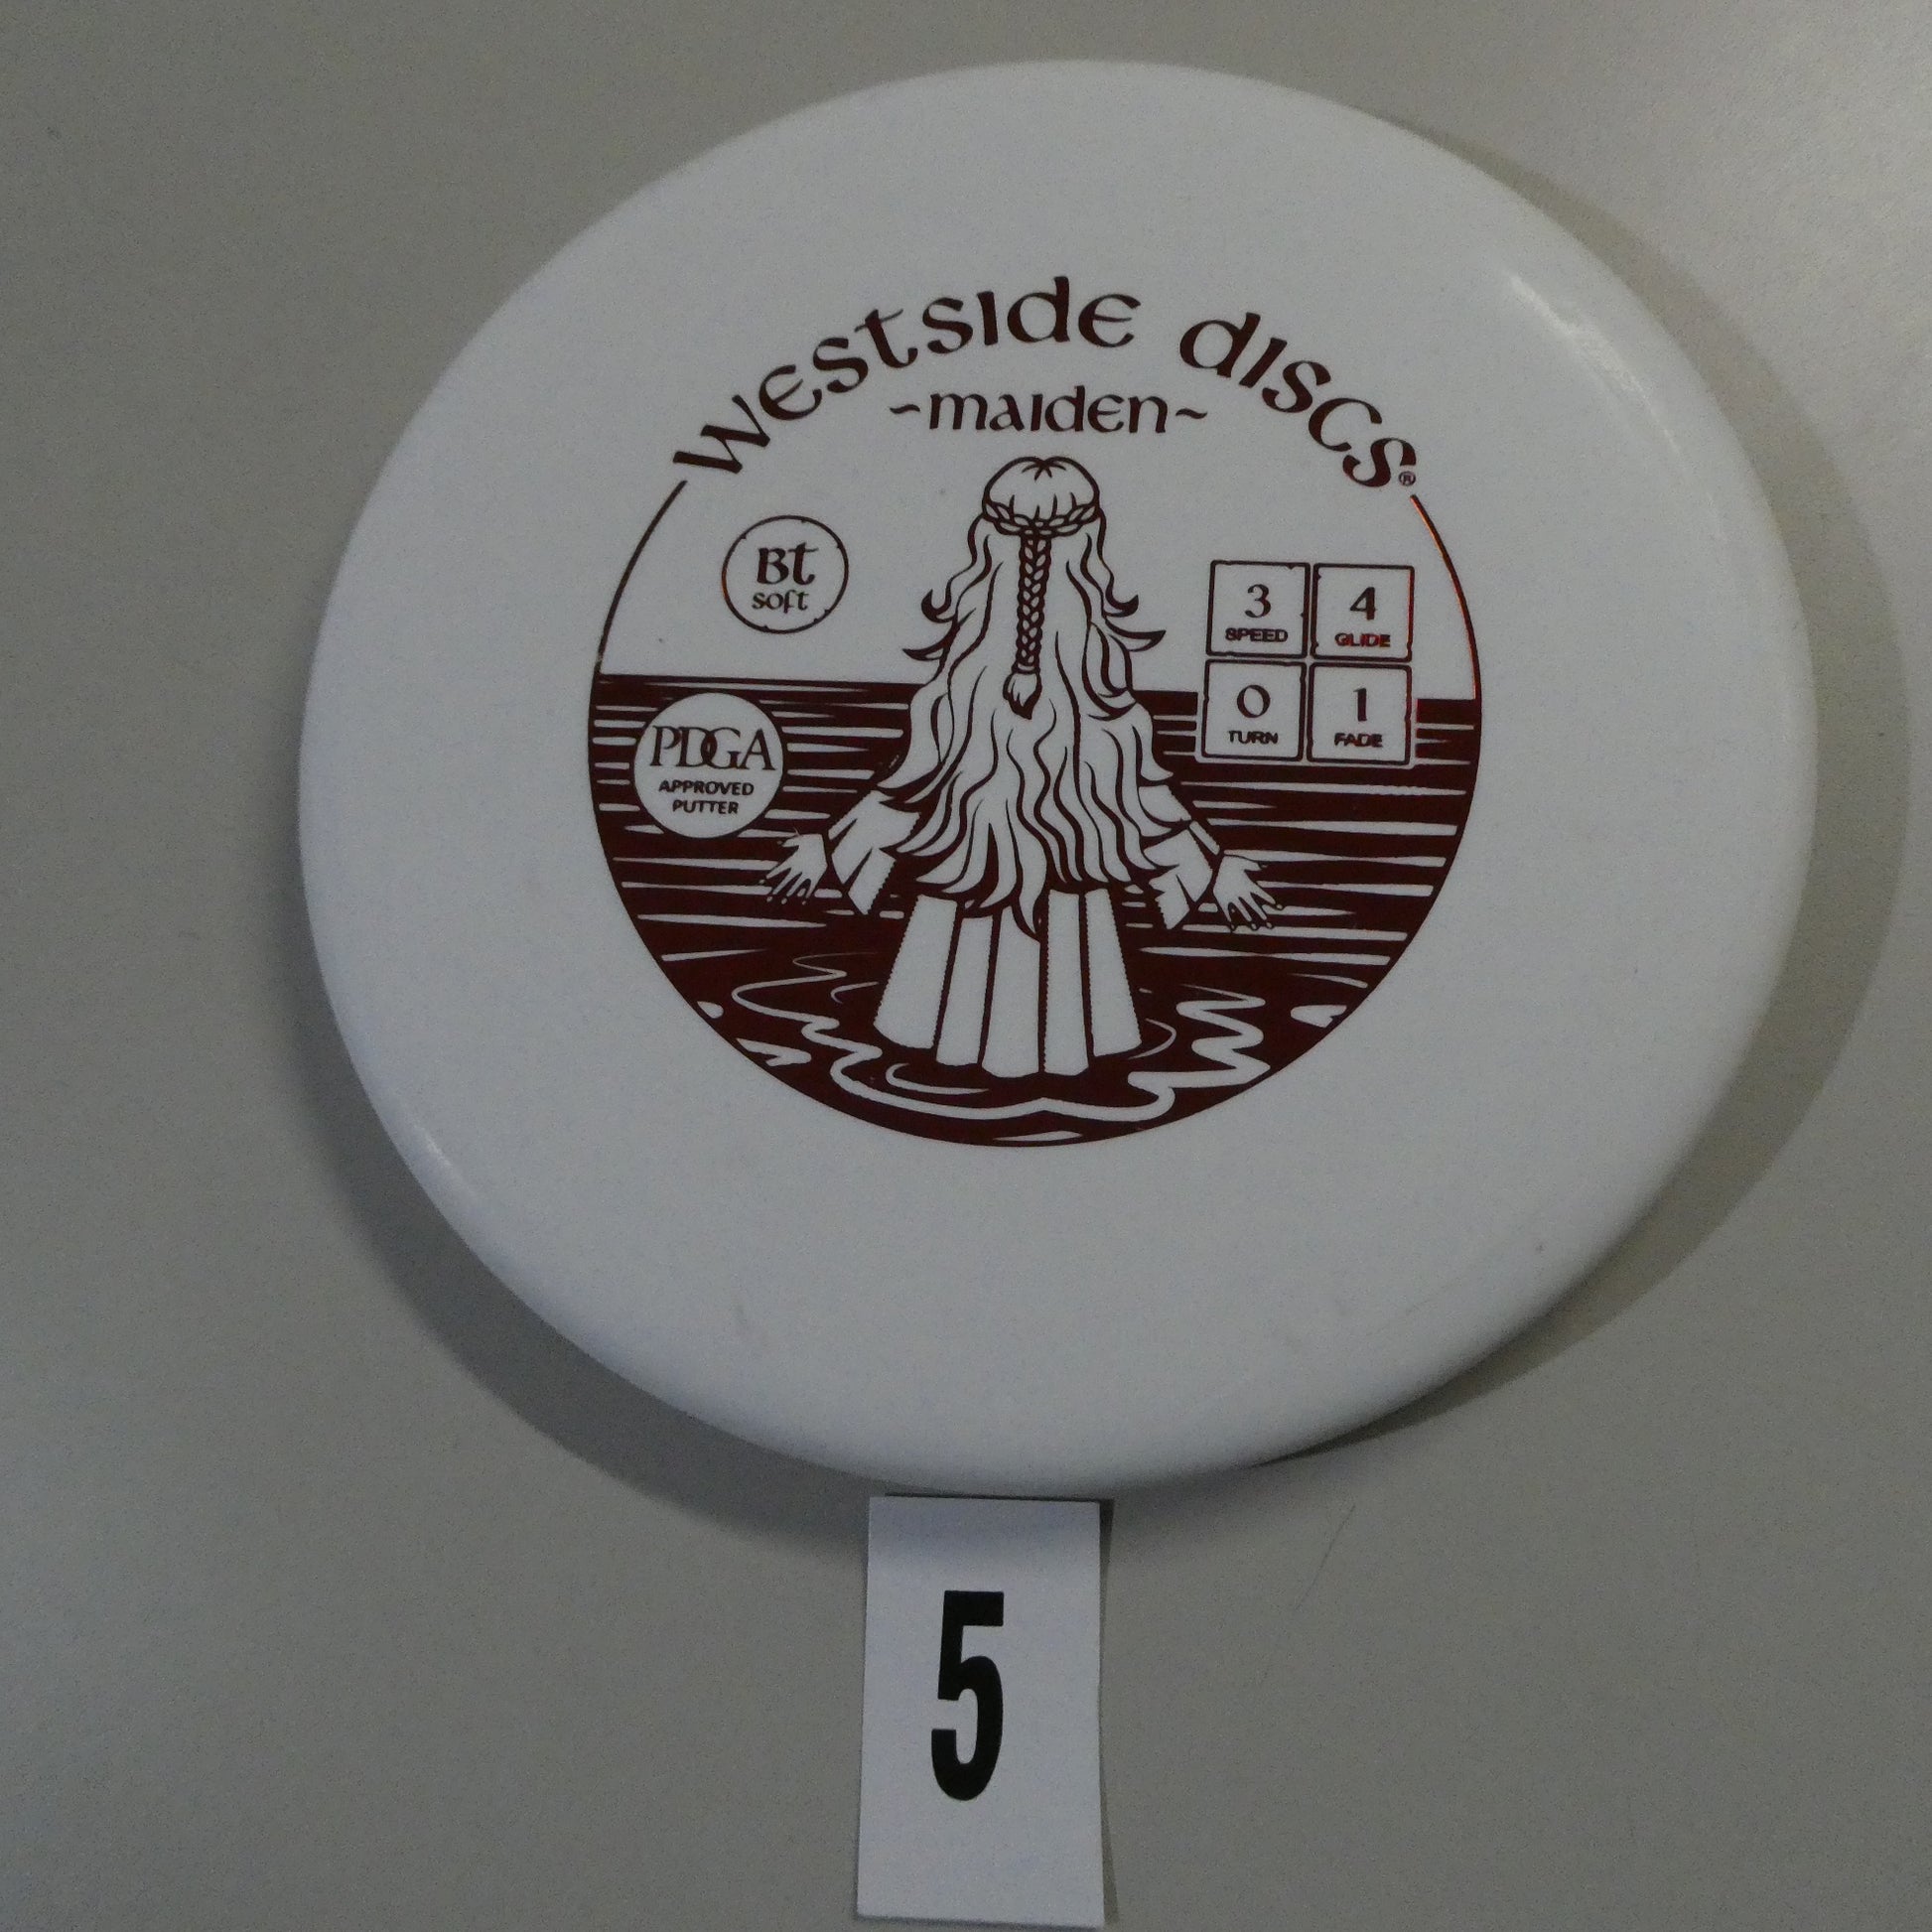 westside discs®
~maiden~
Bt
soft
3 4
SPEED GLIDE
0 1
TURN FADE
PDGA
APPROVED
PUTTER
5